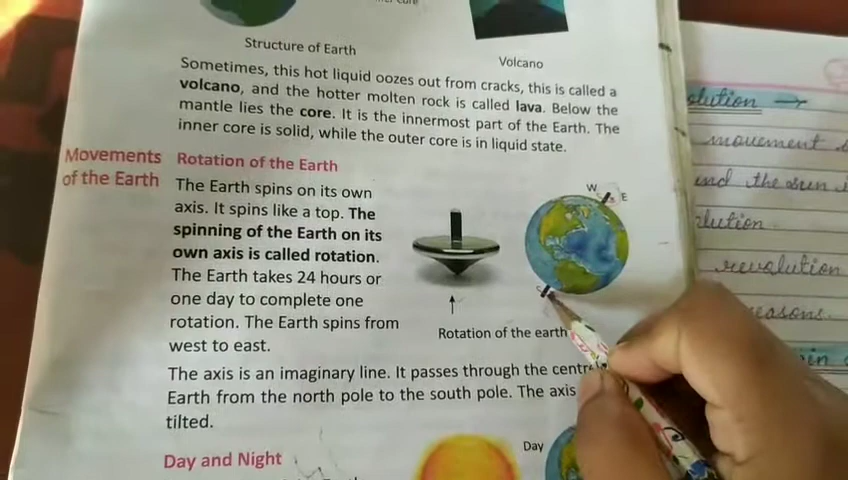 Structure of Earth
Volcano
Sometimes, this hot liquid oozes out from cracks, this is called a
volcano, and the hotter molten rock is called lava. Below the
mantle lies the core. It is the innermost part of the Earth. The
inner core is solid, while the outer core is in liquid state.
Movements
of the Earth
Rotation of the Earth
The Earth spins on its own
axis. It spins like a top. The
spinning of the Earth on its
own axis is called rotation.
The Earth takes 24 hours or
one day to complete one
rotation. The Earth spins from
west to east.
W
E
Rotation of the earth
The axis is an imaginary line. It passes through the
Earth from the north pole to the south pole. The axis
tilted.
Day and Night
Day
movement
and the sun
revolution